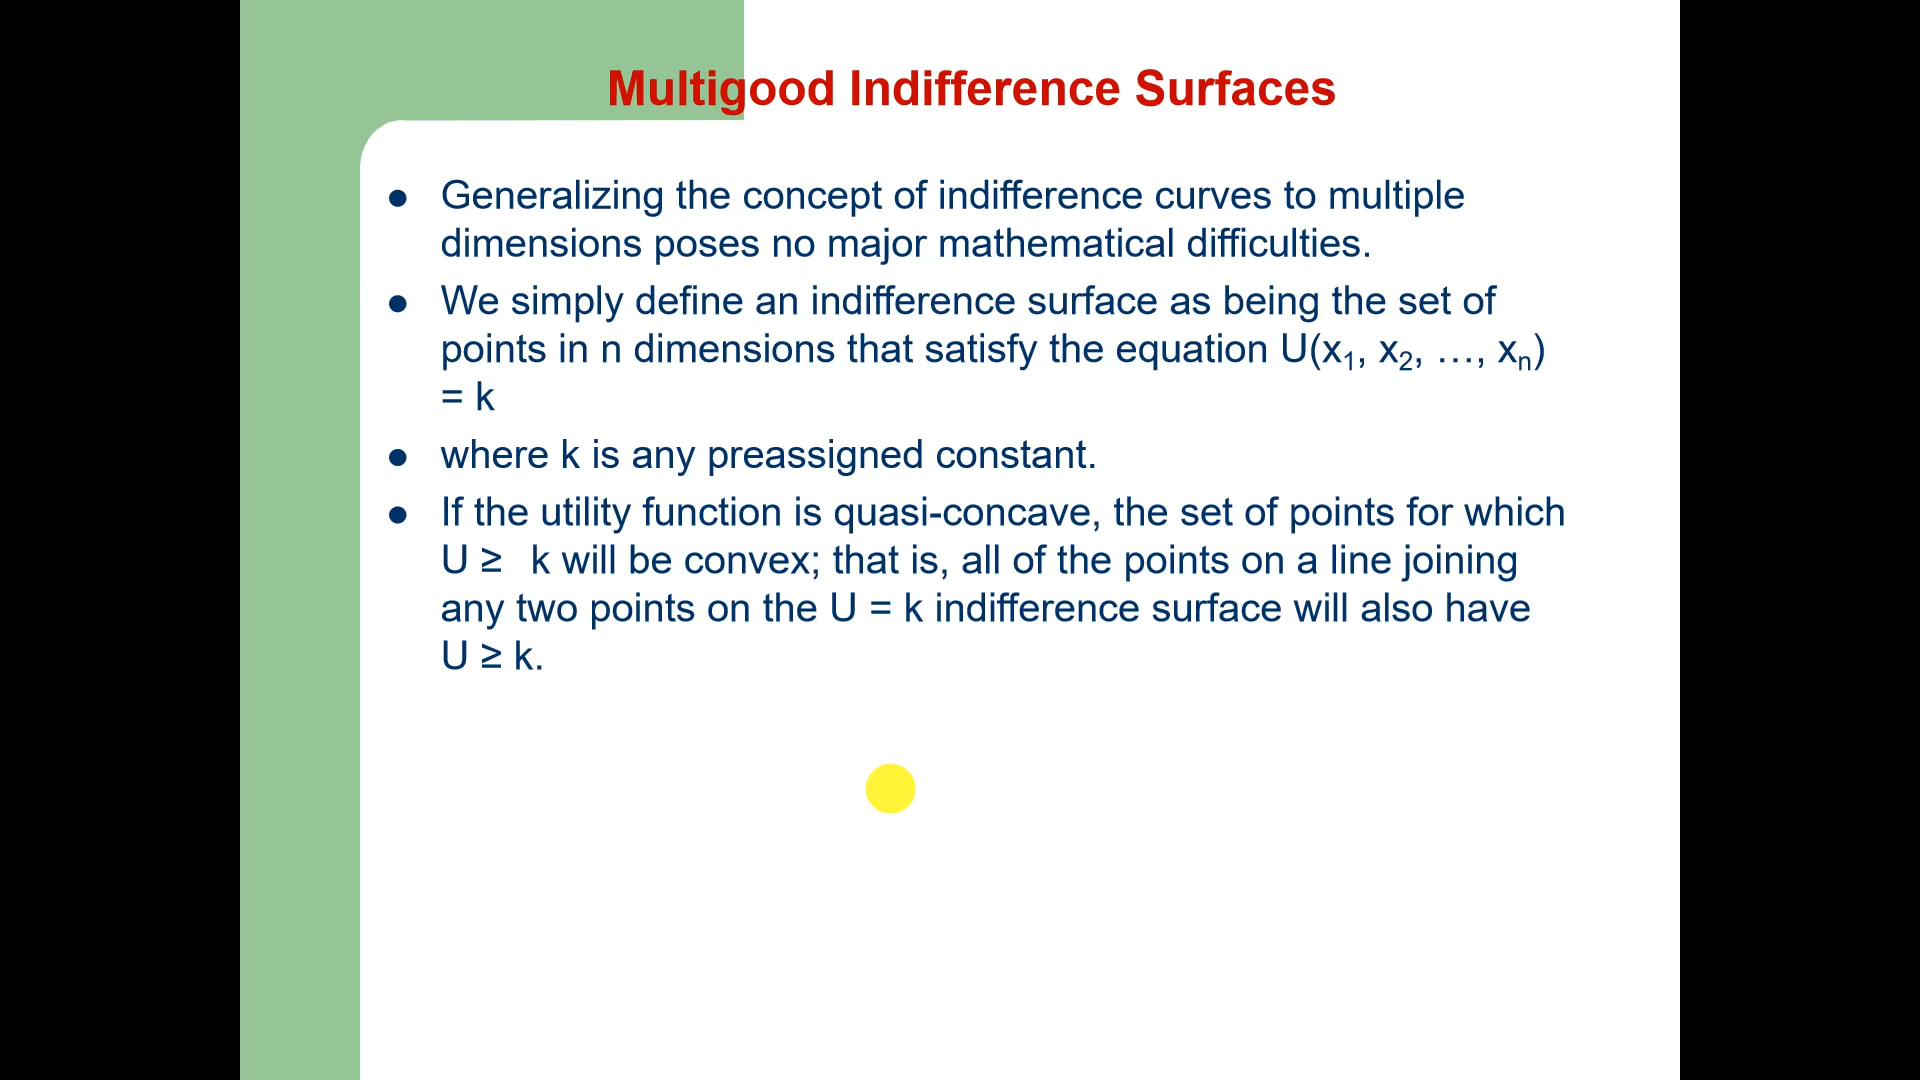 Multigood Indifference Surfaces
● Generalizing the concept of indifference curves to multiple
dimensions poses no major mathematical difficulties.
● We simply define an indifference surface as being the set of
points in n dimensions that satisfy the equation U(x₁, x₂, …, xₙ)
= k
● where k is any preassigned constant.
● If the utility function is quasi-concave, the set of points for which
U ≥ k will be convex; that is, all of the points on a line joining
any two points on the U = k indifference surface will also have
U ≥ k.